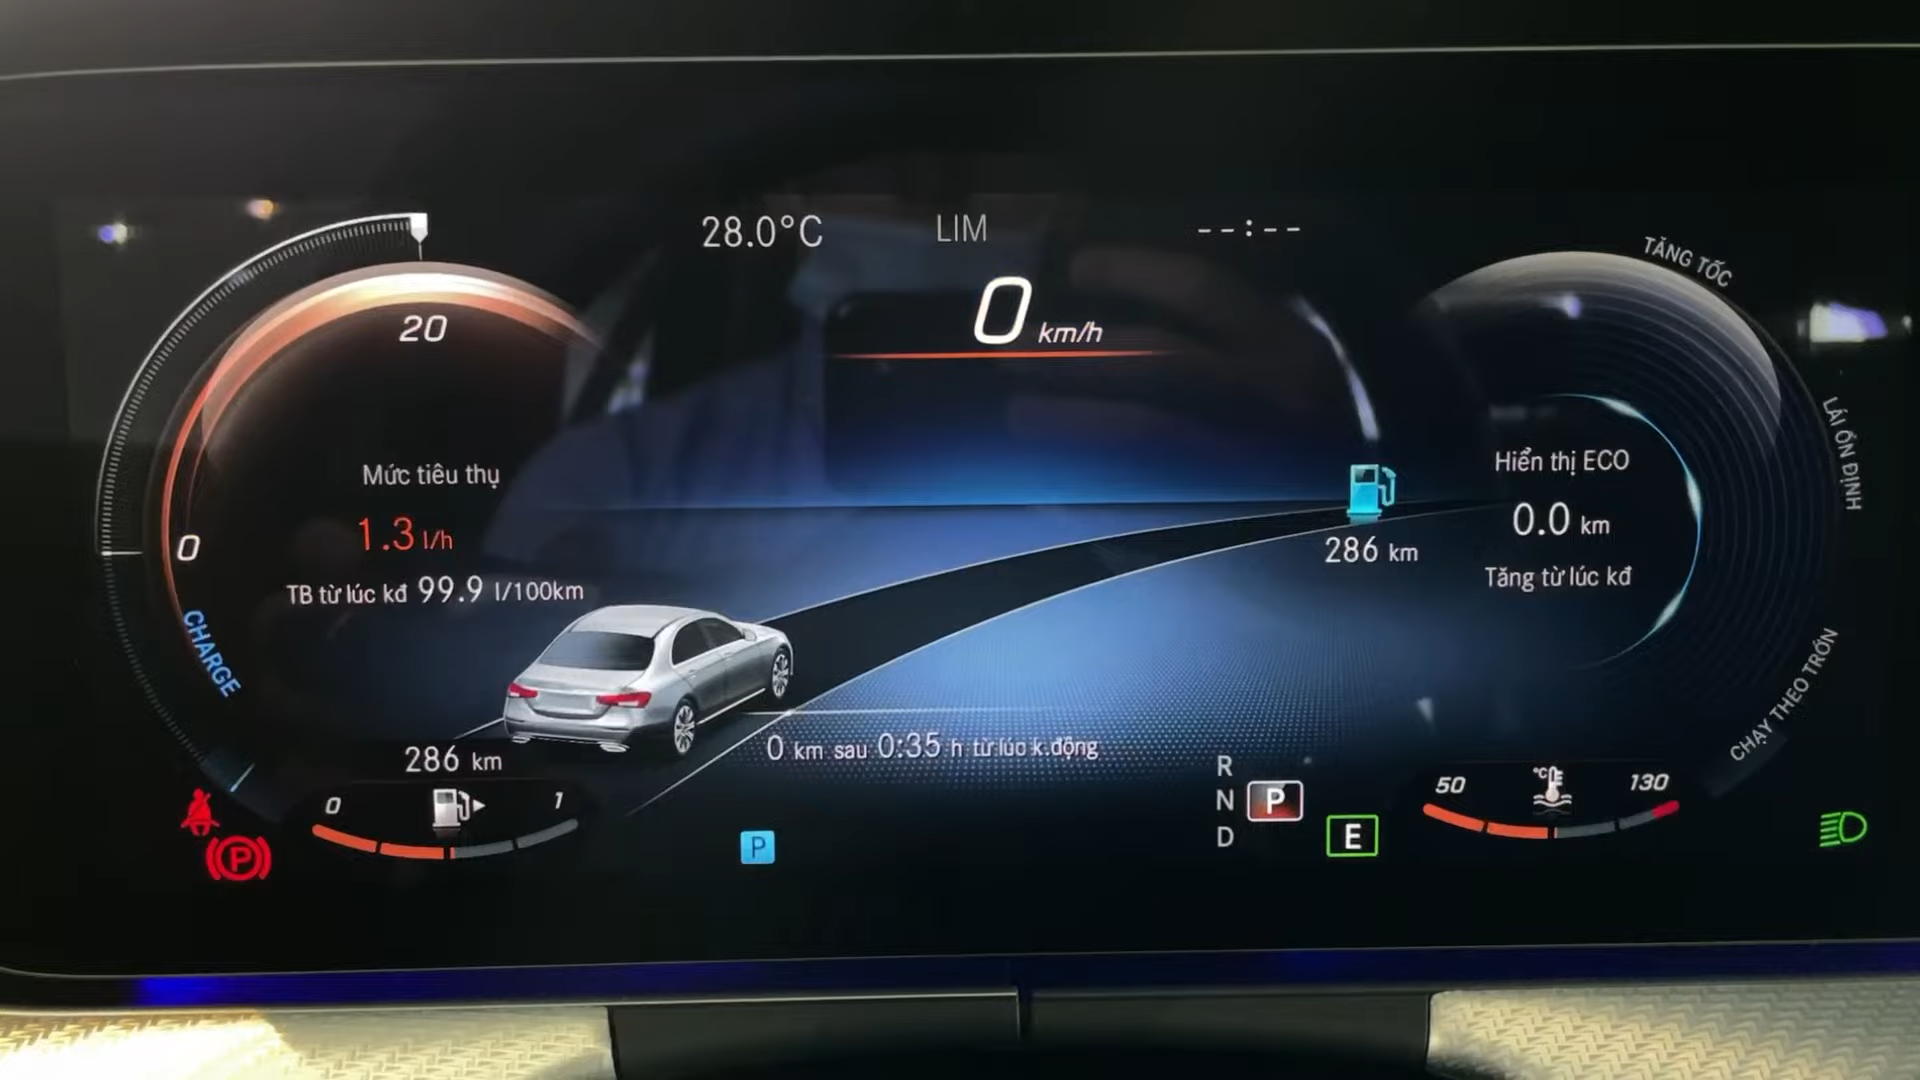 28.0°C LIM --:--
TĂNG TỐC
0 km/h
20
LÁI ỔN ĐỊNH
Mức tiêu thụ
1.3 l/h
TB từ lúc kđ 99.9 l/100km
0
CHARGE
286 km
Hiển thị ECO
0.0 km
Tăng từ lúc kđ
CHẠY THEO TRỚN
286 km
0 km sau 0:35 h từ lúc k.động
0 1
R
N P
D
P
E
50 °C 130
P